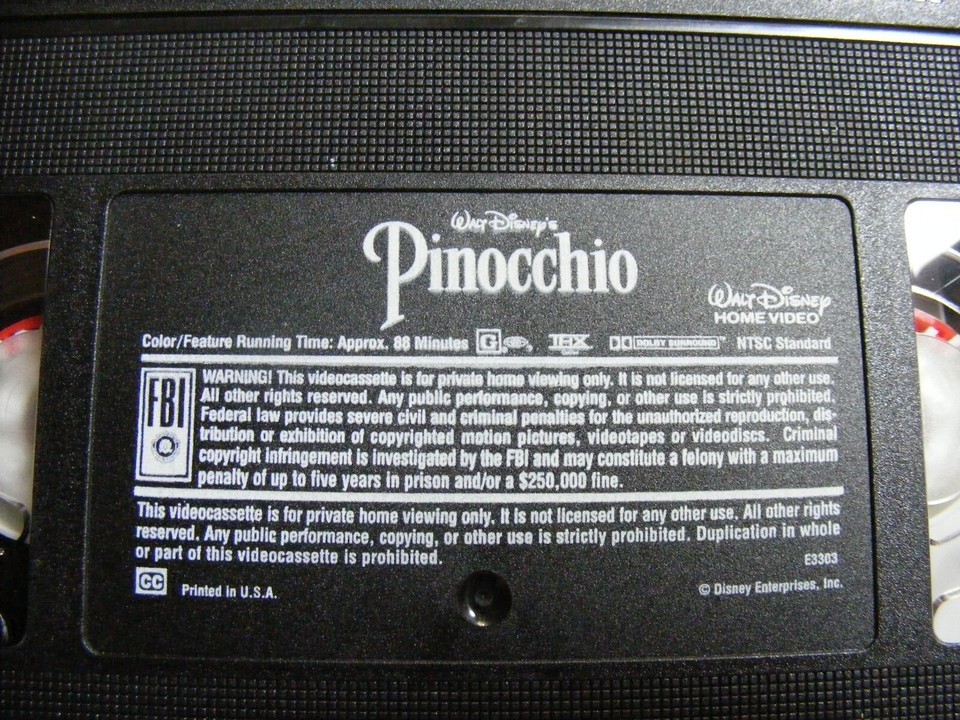 Walt Disney's
Pinocchio
Walt Disney
HOME VIDEO
Color/Feature Running Time: Approx. 88 Minutes G THX DOLBY SURROUND™ NTSC Standard
FBI
WARNING! This videocassette is for private home viewing only. It is not licensed for any other use.
All other rights reserved. Any public performance, copying, or other use is strictly prohibited.
Federal law provides severe civil and criminal penalties for the unauthorized reproduction, dis-
tribution or exhibition of copyrighted motion pictures, videotapes or videodiscs. Criminal
copyright infringement is investigated by the FBI and may constitute a felony with a maximum
penalty of up to five years in prison and/or a $250,000 fine.
This videocassette is for private home viewing only. It is not licensed for any other use. All other rights
reserved. Any public performance, copying, or other use is strictly prohibited. Duplication in whole
or part of this videocassette is prohibited.
E3303
CC Printed in U.S.A.
© Disney Enterprises, Inc.